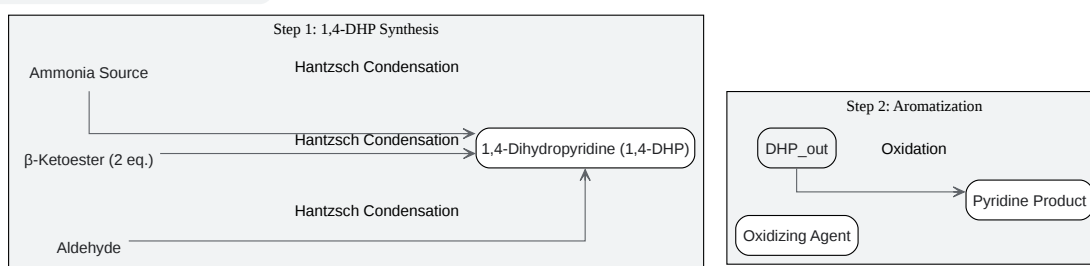 Step 1: 1,4-DHP Synthesis
Hantzsch Condensation
Ammonia Source
Hantzsch Condensation
β-Ketoester (2 eq.)
1,4-Dihydropyridine (1,4-DHP)
Hantzsch Condensation
Aldehyde
Step 2: Aromatization
DHP_out
Oxidation
Pyridine Product
Oxidizing Agent